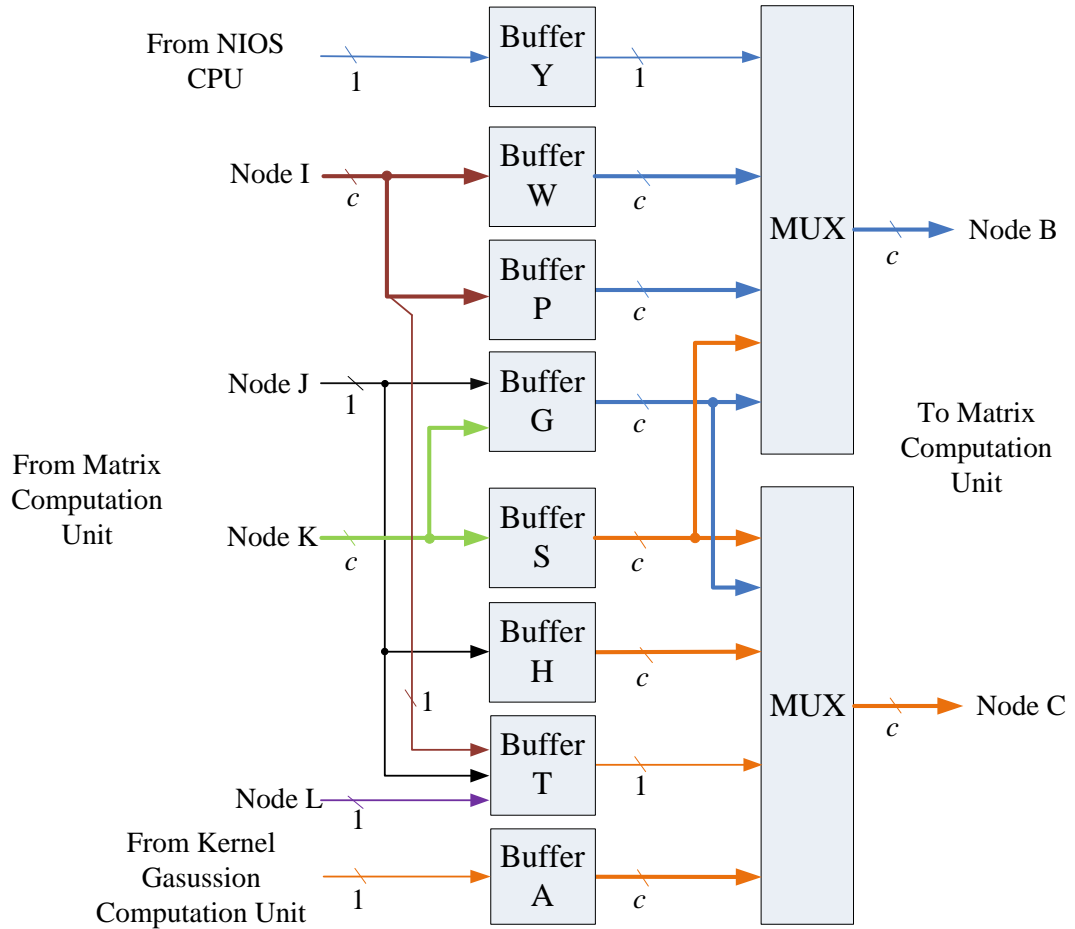 From NIOS
CPU
1
Buffer
Y
1
Node I
c
Buffer
W
c
MUX
Node B
c
Buffer
P
c
Node J
1
Buffer
G
c
To Matrix
Computation
Unit
From Matrix
Computation
Unit
Node K
c
Buffer
S
c
Buffer
H
c
1
MUX
Node C
c
Buffer
T
1
Node L
1
From Kernel
Gasussion
Computation Unit
1
Buffer
A
c